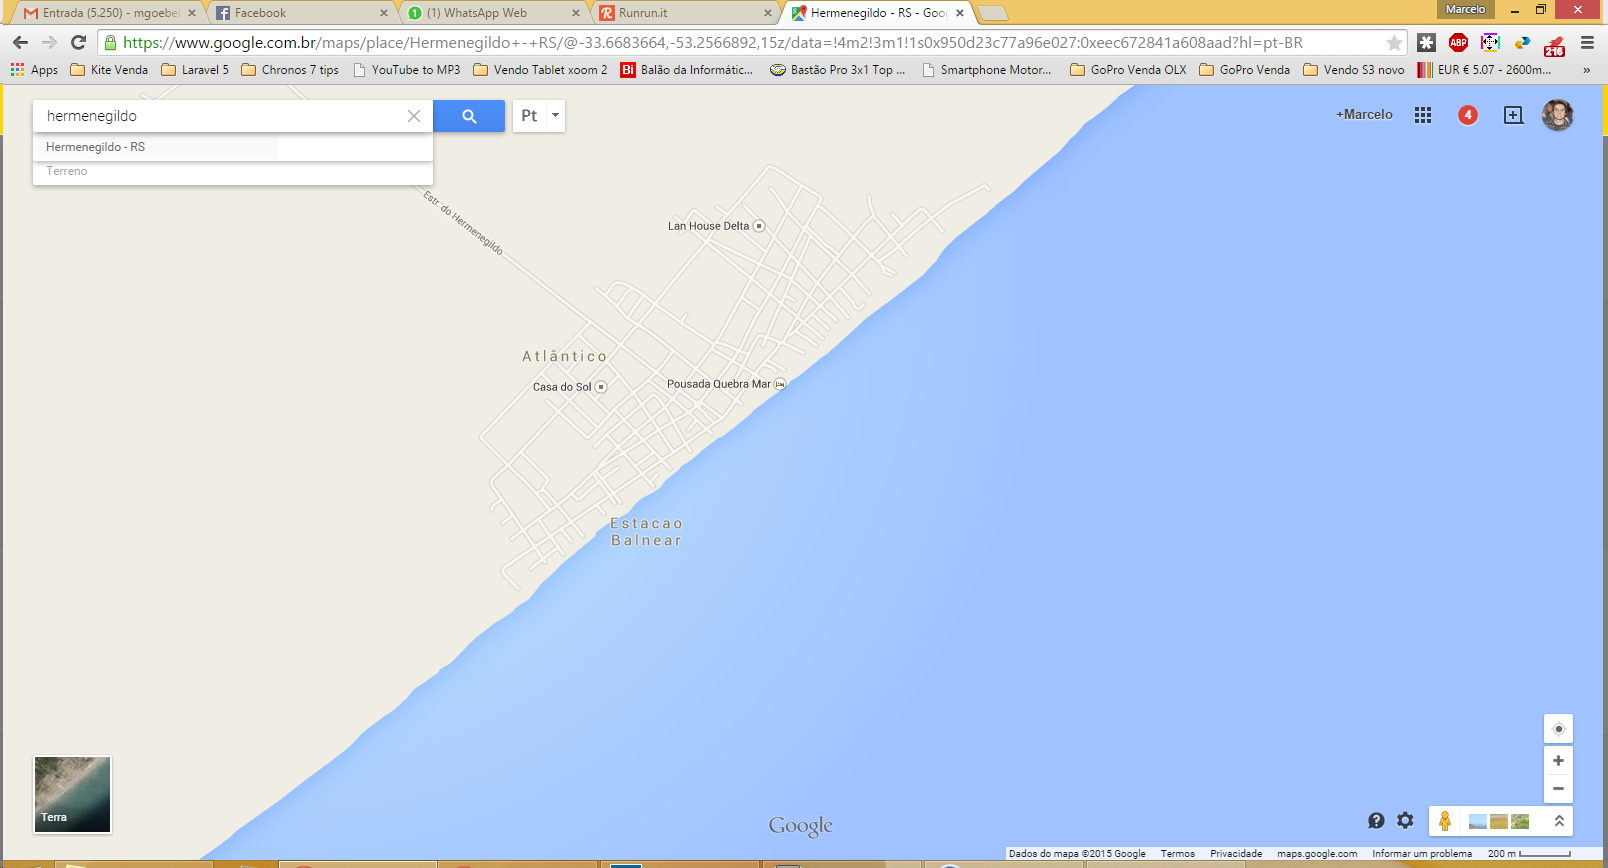 Entrada (5.250) - mgoebel
Facebook
(1) WhatsApp Web
Runrun.it
Hermenegildo - RS - Goo
Marcelo
https://www.google.com.br/maps/place/Hermenegildo+-+RS/@-33.6683664,-53.2566892,15z/data=!4m2!3m1!1s0x950d23c77a96e027:0xeec672841a608aad?hl=pt-BR
ABP
216
Apps
Kite Venda
Laravel 5
Chronos 7 tips
YouTube to MP3
Vendo Tablet xoom 2
Bi Balão da Informátic...
Bastão Pro 3x1 Top ...
Smartphone Motor...
GoPro Venda OLX
GoPro Venda
Vendo S3 novo
EUR € 5.07 - 2600m...
»
hermenegildo
Pt
+Marcelo
4
Hermenegildo - RS
Terreno
Estr. do Hermenegildo
Lan House Delta
Atlântico
Casa do Sol
Pousada Quebra Mar
Estacao
Balnear
Terra
Google
Dados do mapa ©2015 Google
Termos
Privacidade
maps.google.com
Informar um problema
200 m